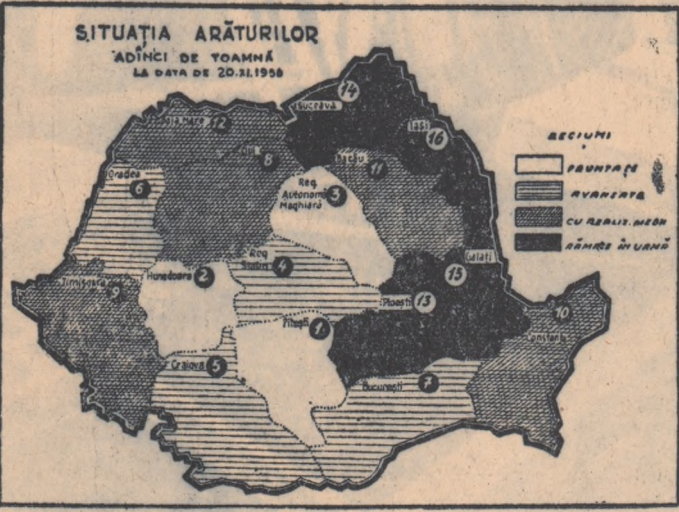 SITUAȚIA ARĂTURILOR
ADÎNCI DE TOAMNĂ
LA DATA DE 20.XI.1958
14
Suceava
Baia Mare 12
Iași
16
REGIUNI
8
Bacău 11
FRUNTAȘE
Oradea
6
Reg.
Autonomă
Maghiară
3
AVANSATE
CU REALIZ. MEDII
RĂMASE ÎN URMĂ
Reg.
4
Galați
15
Hunedoara 2
Timișoara
9
Ploești 13
10
Pitești 1
Constanța
Craiova 5
București 7